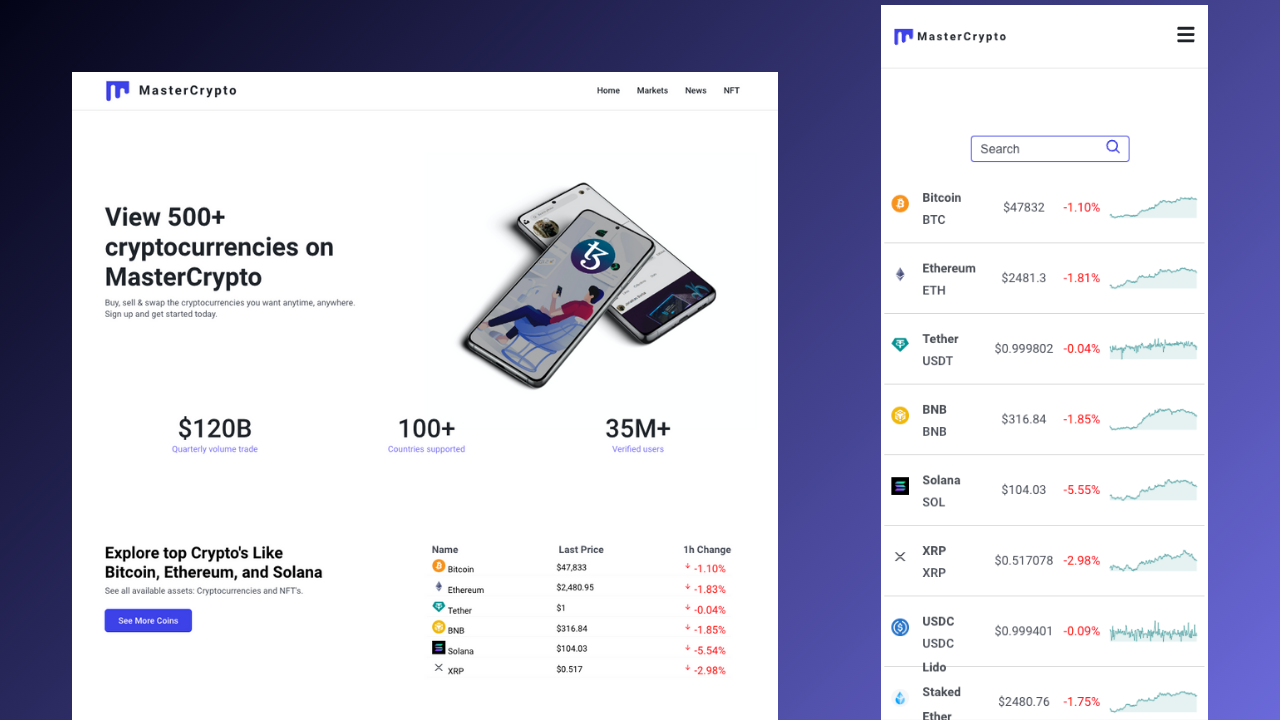 MasterCrypto
Home Markets News NFT
View 500+
cryptocurrencies on
MasterCrypto
Buy, sell & swap the cryptocurrencies you want anytime, anywhere.
Sign up and get started today.
$120B 100+ 35M+
Quarterly volume trade Countries supported Verified users
Explore top Crypto's Like
Bitcoin, Ethereum, and Solana
See all available assets: Cryptocurrencies and NFT's.
See More Coins
Name Last Price 1h Change
Bitcoin $47,833 -1.10%
Ethereum $2,480.95 -1.83%
Tether $1 -0.04%
BNB $316.84 -1.85%
Solana $104.03 -5.54%
XRP $0.517 -2.98%
MasterCrypto
Search
Bitcoin
BTC
$47832 -1.10%
Ethereum
ETH
$2481.3 -1.81%
Tether
USDT
$0.999802 -0.04%
BNB
BNB
$316.84 -1.85%
Solana
SOL
$104.03 -5.55%
XRP
XRP
$0.517078 -2.98%
USDC
USDC
$0.999401 -0.09%
Lido
Staked
Ether
$2480.76 -1.75%